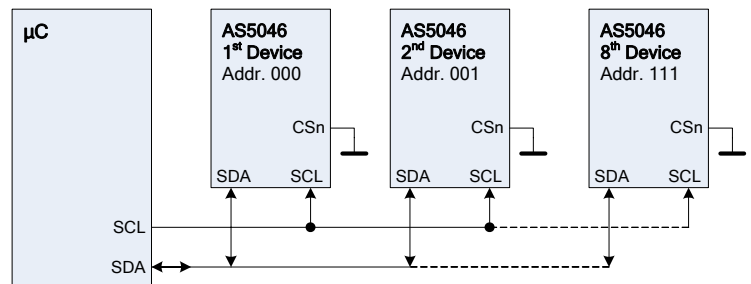 µC
SCL
SDA
AS5046
1st Device
Addr. 000
CSn
SDA SCL
AS5046
2nd Device
Addr. 001
CSn
SDA SCL
AS5046
8th Device
Addr. 111
CSn
SDA SCL